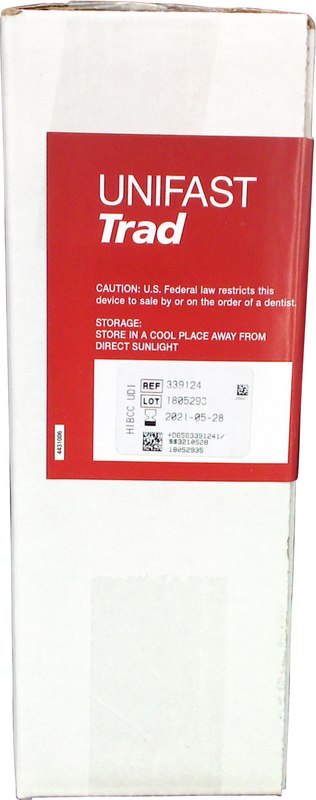 UNIFAST
Trad
CAUTION: U.S. Federal law restricts this
device to sale by or on the order of a dentist.
STORAGE:
STORE IN A COOL PLACE AWAY FROM
DIRECT SUNLIGHT
HIBCC UDI
REF 339124
LOT 180529
2021-05-28
4431006